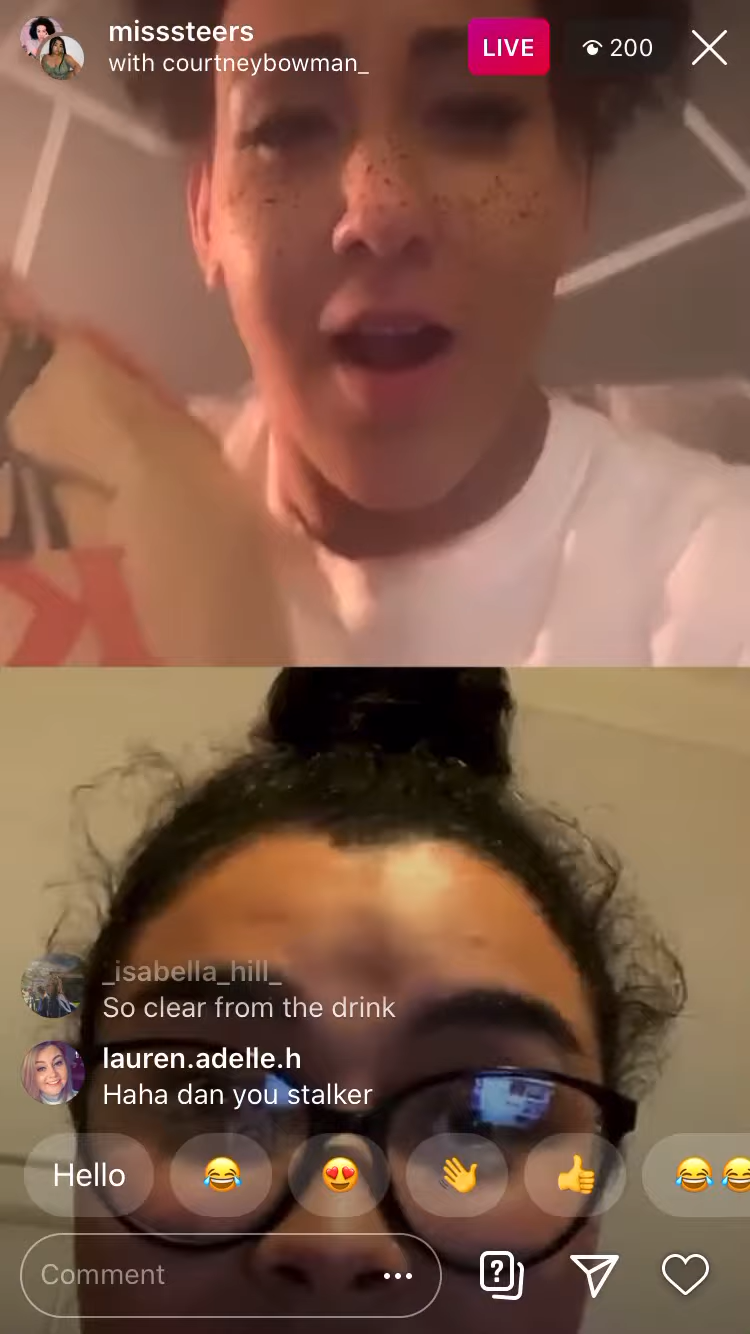 misssteers
with courtneybowman_
LIVE
200
K
_isabella_hill_
So clear from the drink
lauren.adelle.h
Haha dan you stalker
Hello
Comment